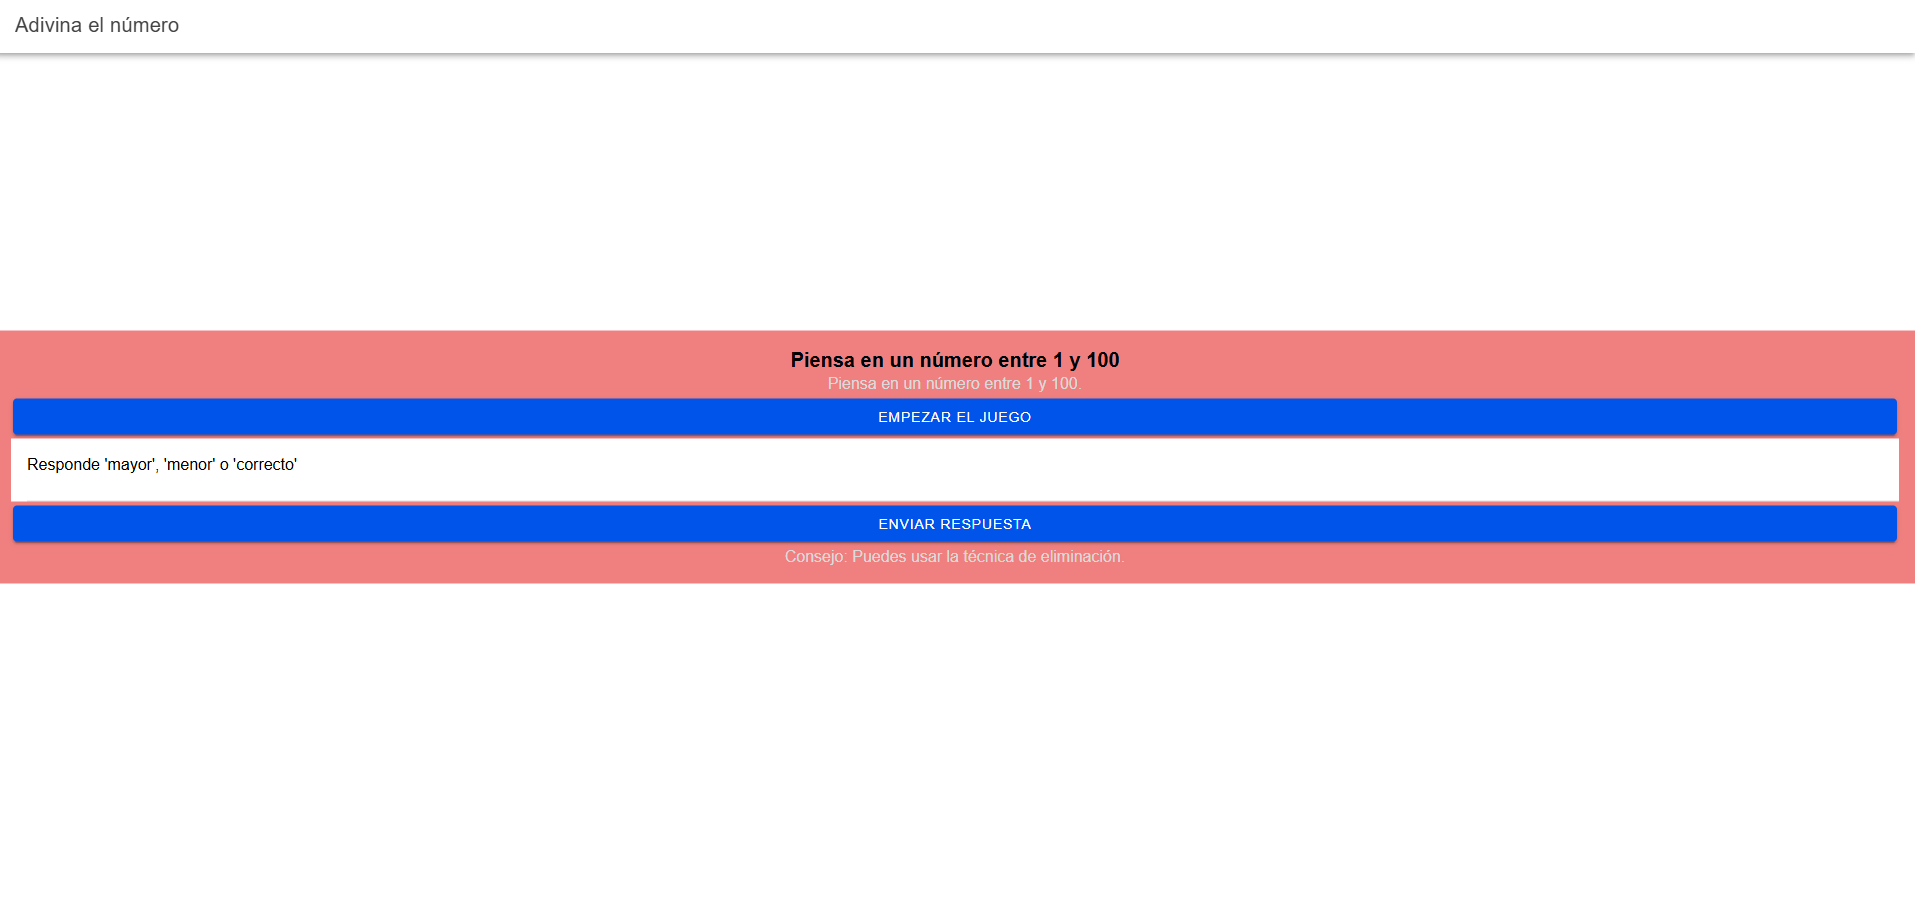 Adivina el número
Piensa en un número entre 1 y 100
Piensa en un número entre 1 y 100.
EMPEZAR EL JUEGO
Responde 'mayor', 'menor' o 'correcto'
ENVIAR RESPUESTA
Consejo: Puedes usar la técnica de eliminación.